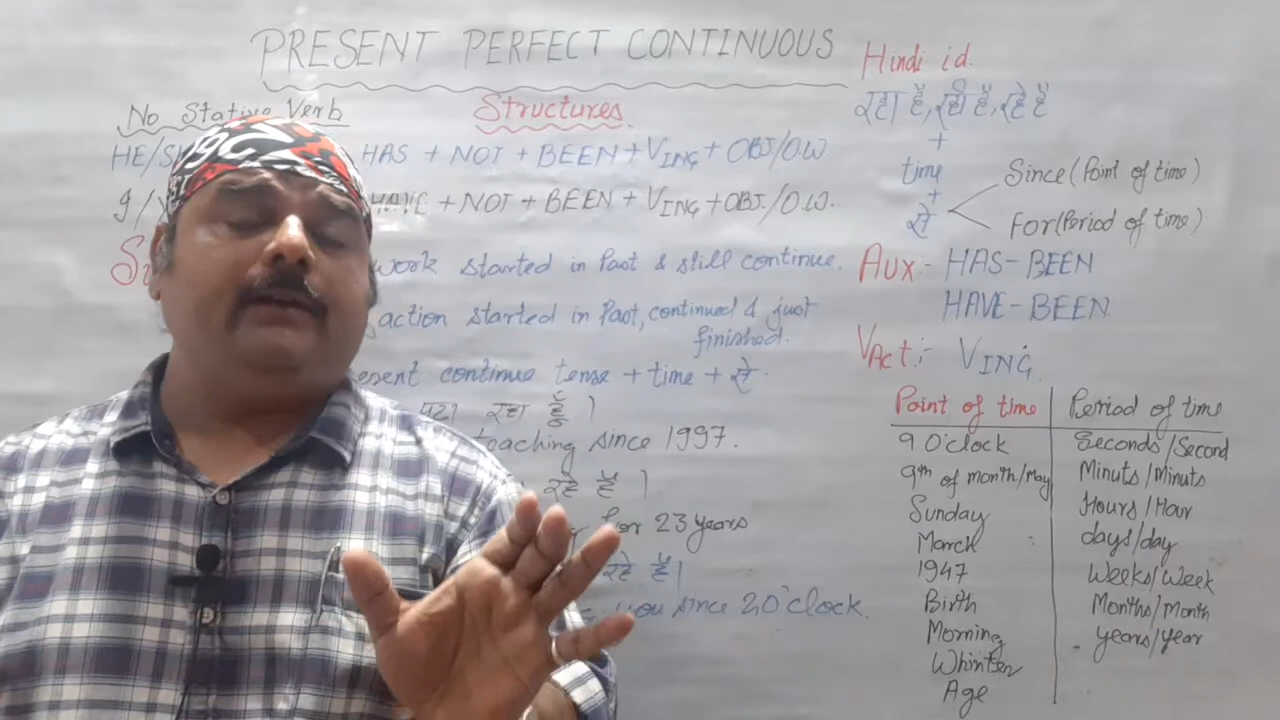 PRESENT PERFECT CONTINUOUS
No Stative Verb
Structures
HAS + NOT + BEEN + VING + OBJ/O.W.
HAVE + NOT + BEEN + VING + OBJ./O.W.
work started in Past & still continue.
action started in Past, continued & just
finished.
continue tense + time + से
रहा हूँ।
teaching since 1997.
रहे हैं।
for 23 years
रहे हैं।
you since 2 O'clock.
Hindi id.
रहा है, रही है, रहे हैं
+
time
+
से
Since (Point of time)
For (Period of time)
Aux - HAS - BEEN
HAVE - BEEN
VAct :- VING
Point of time | Period of time
9 O'clock | Seconds/Second
9th of month/May | Minuts/Minuts
Sunday | Hours/Hour
March | days/day
1947 | Weeks/Week
Birth | Months/Month
Morning | years/year
Whinter
Age